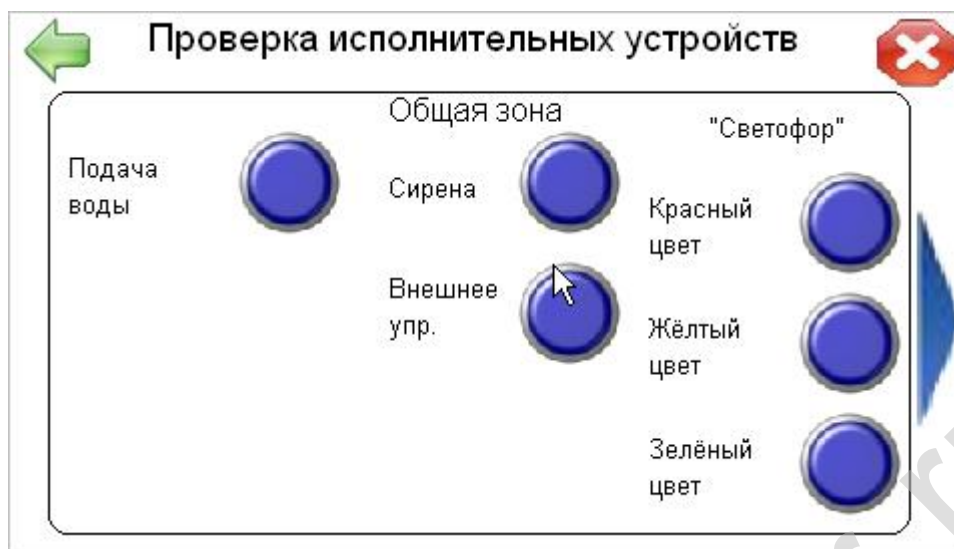 Проверка исполнительных устройств
Общая зона
"Светофор"
Подача
воды
Сирена
Внешнее
упр.
Красный
цвет
Жёлтый
цвет
Зелёный
цвет